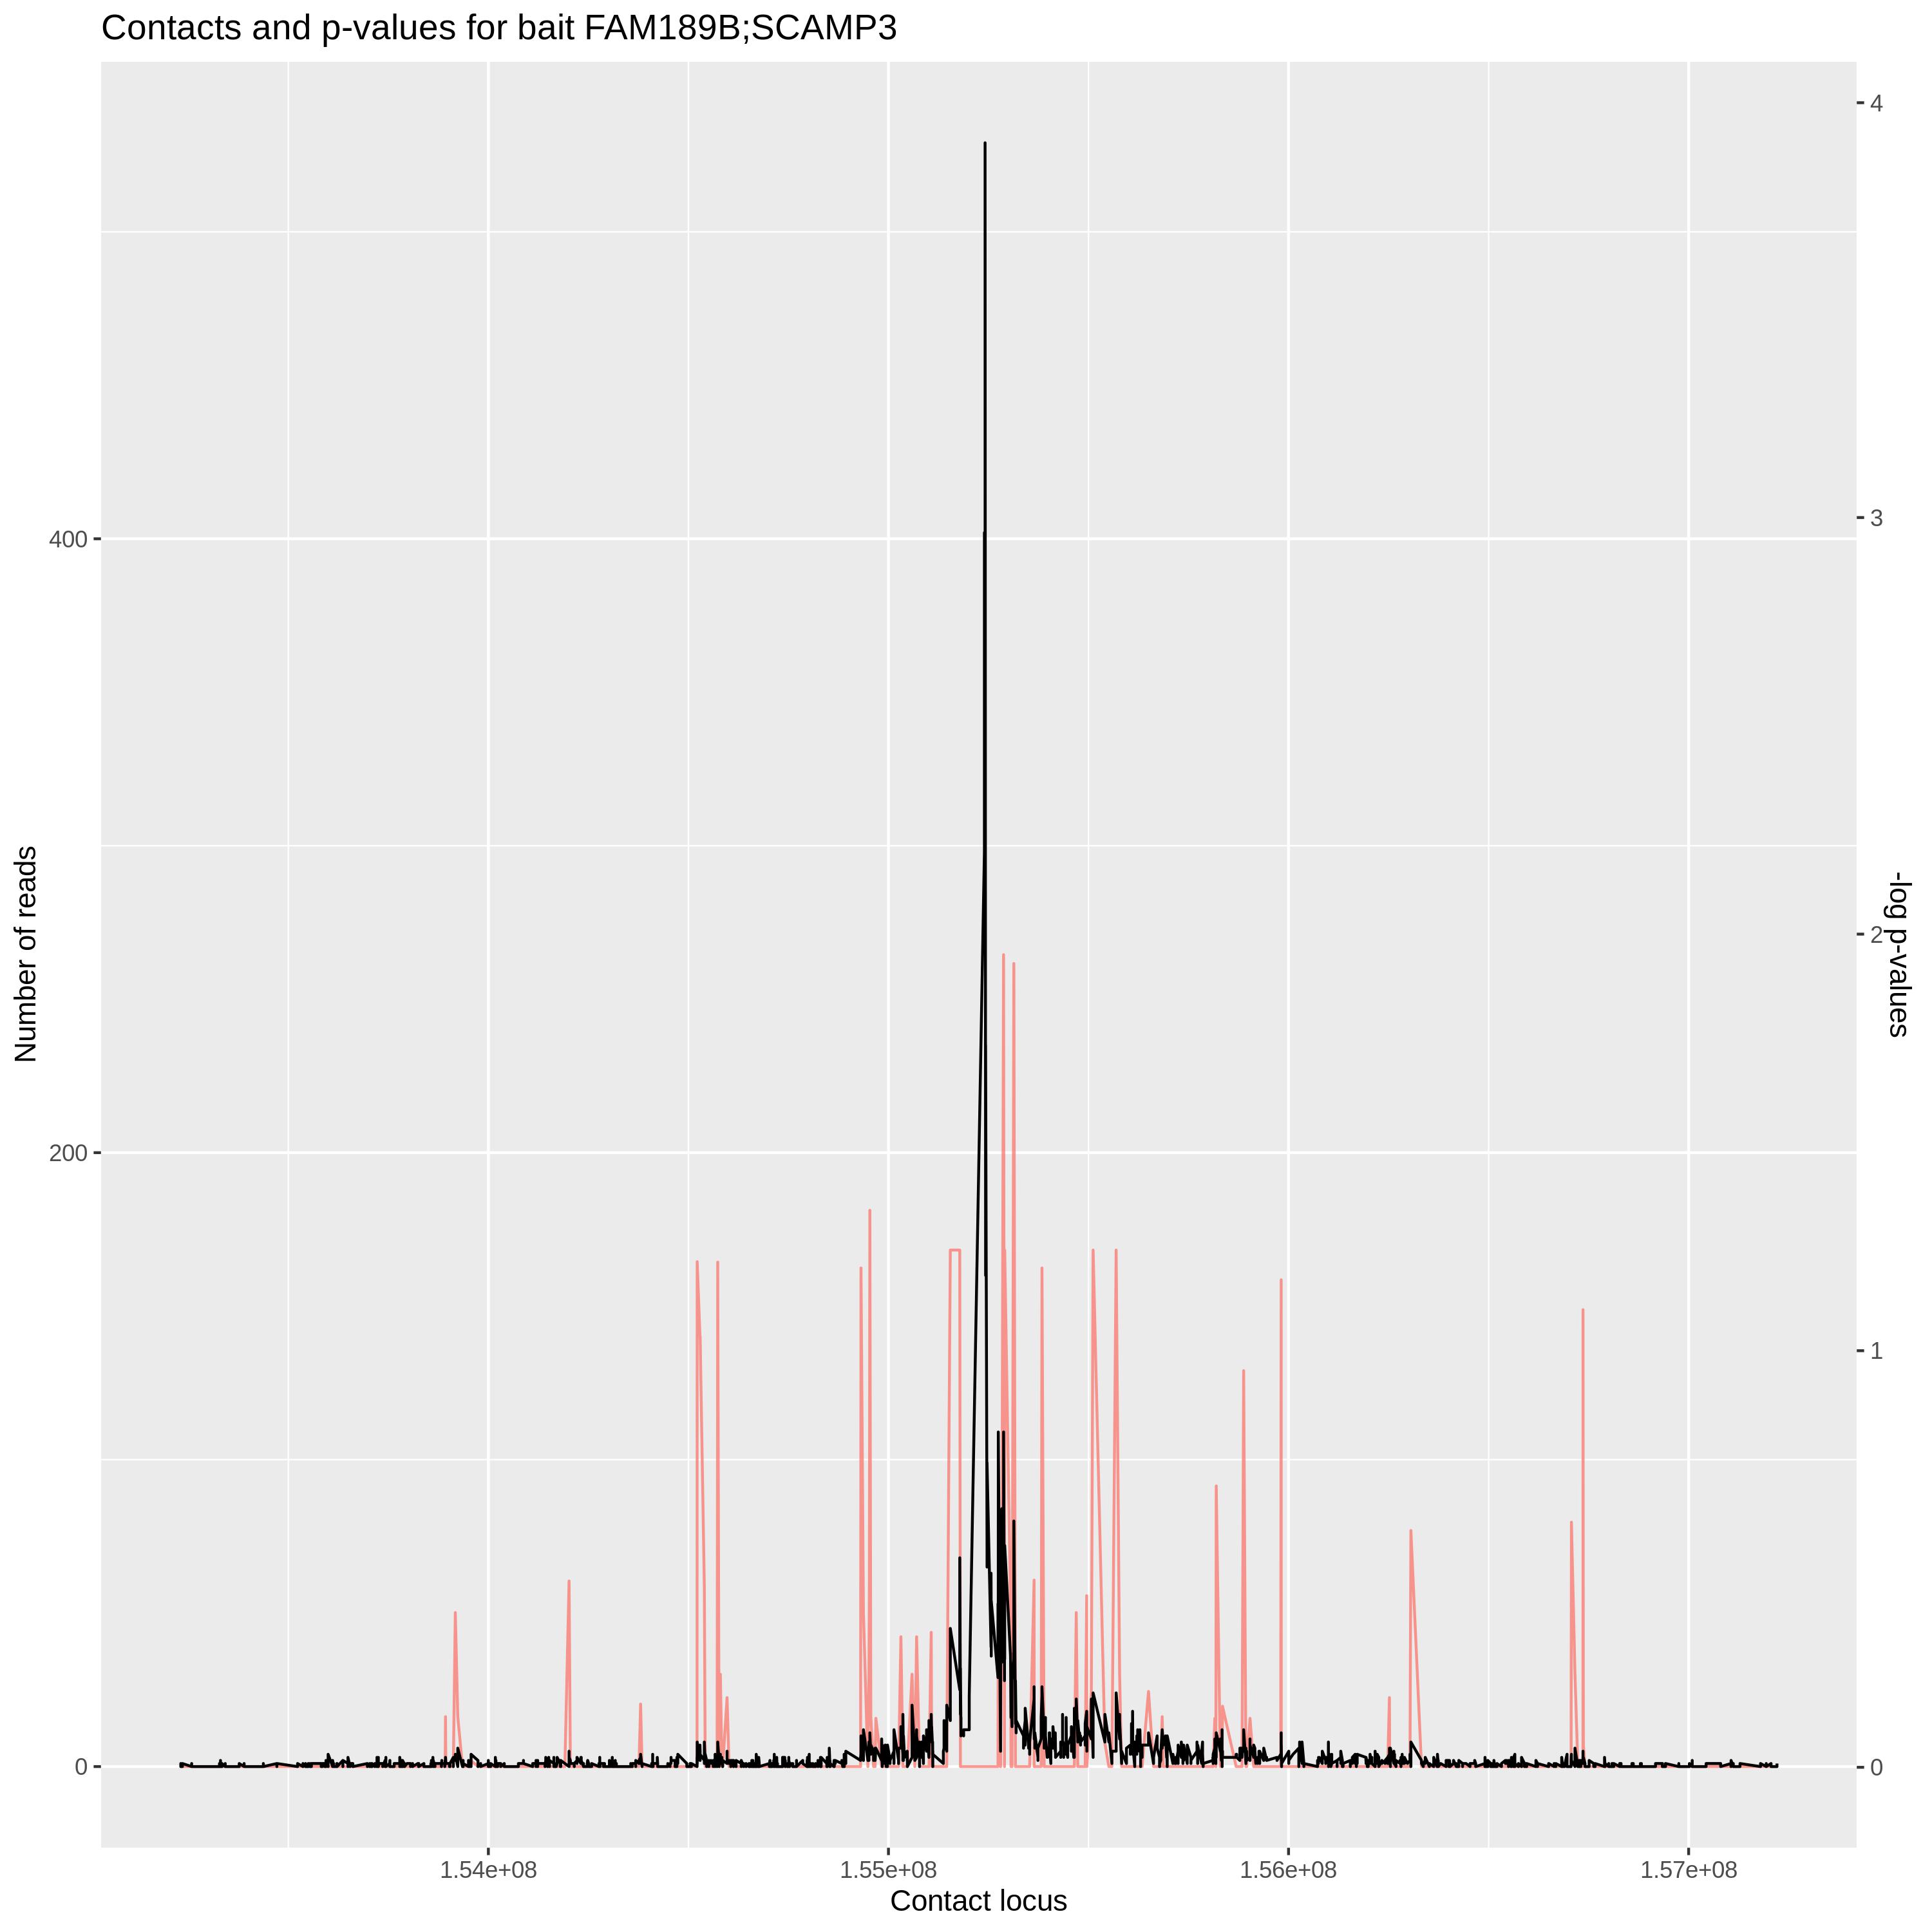 Contacts and p-values for bait FAM189B;SCAMP3
4
400
3
Number of reads
2
-log p-values
200
1
0
0
1.54e+08
1.55e+08
1.56e+08
1.57e+08
Contact locus